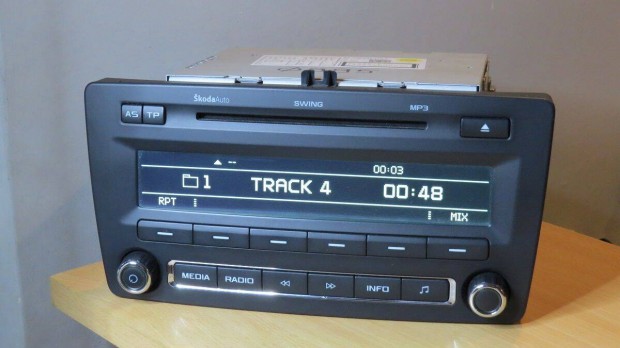 ŠkodaAuto SWING MP3
AS TP
-- 00:03
1 TRACK 4 00:48
RPT MIX
MEDIA RADIO INFO